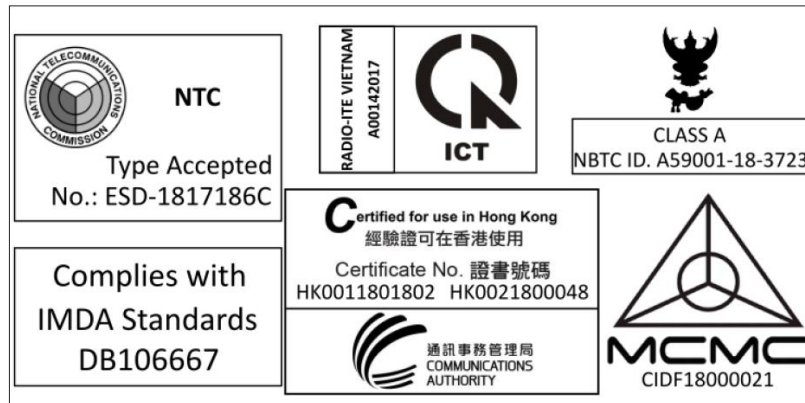 NATIONAL TELECOMMUNICATIONS COMMISSION
NTC
Type Accepted
No.: ESD-1817186C
RADIO-ITE VIETNAM
A00142017
ICT
CLASS A
NBTC ID. A59001-18-3723
Complies with
IMDA Standards
DB106667
Certified for use in Hong Kong
經驗證可在香港使用
Certificate No. 證書號碼
HK0011801802 HK0021800048
通訊事務管理局
COMMUNICATIONS
AUTHORITY
MCMC
CIDF18000021